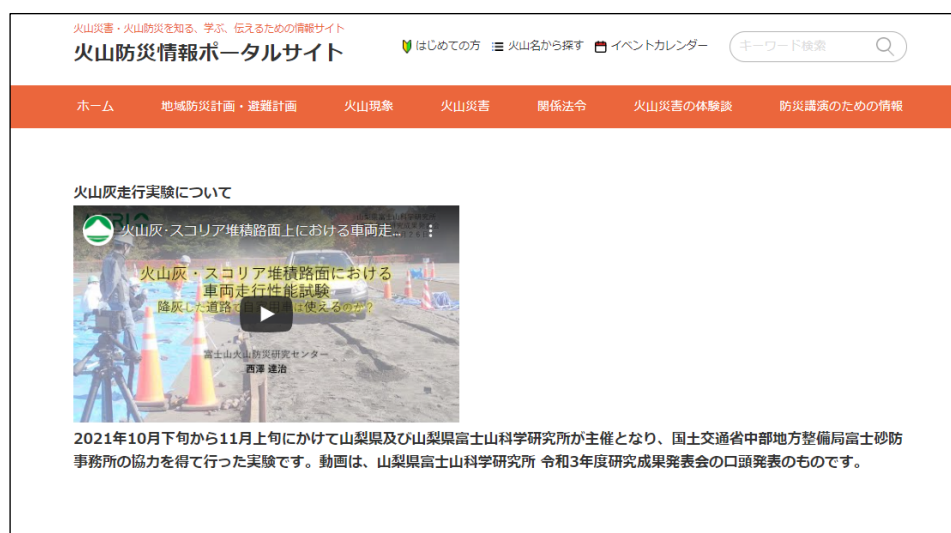 火山災害・火山防災を知る、学ぶ、伝えるための情報サイト
火山防災情報ポータルサイト
はじめての方 火山名から探す イベントカレンダー キーワード検索
ホーム 地域防災計画・避難計画 火山現象 火山災害 関係法令 火山災害の体験談 防災講演のための情報
火山灰走行実験について
火山灰・スコリア堆積路面上における車両走...
火山灰・スコリア堆積路面における
車両走行性能試験
降灰した道路で自家用車は使えるのか?
富士山火山防災研究センター
西澤 達治
2021年10月下旬から11月上旬にかけて山梨県及び山梨県富士山科学研究所が主催となり、国土交通省中部地方整備局富士砂防
事務所の協力を得て行った実験です。動画は、山梨県富士山科学研究所 令和3年度研究成果発表会の口頭発表のものです。